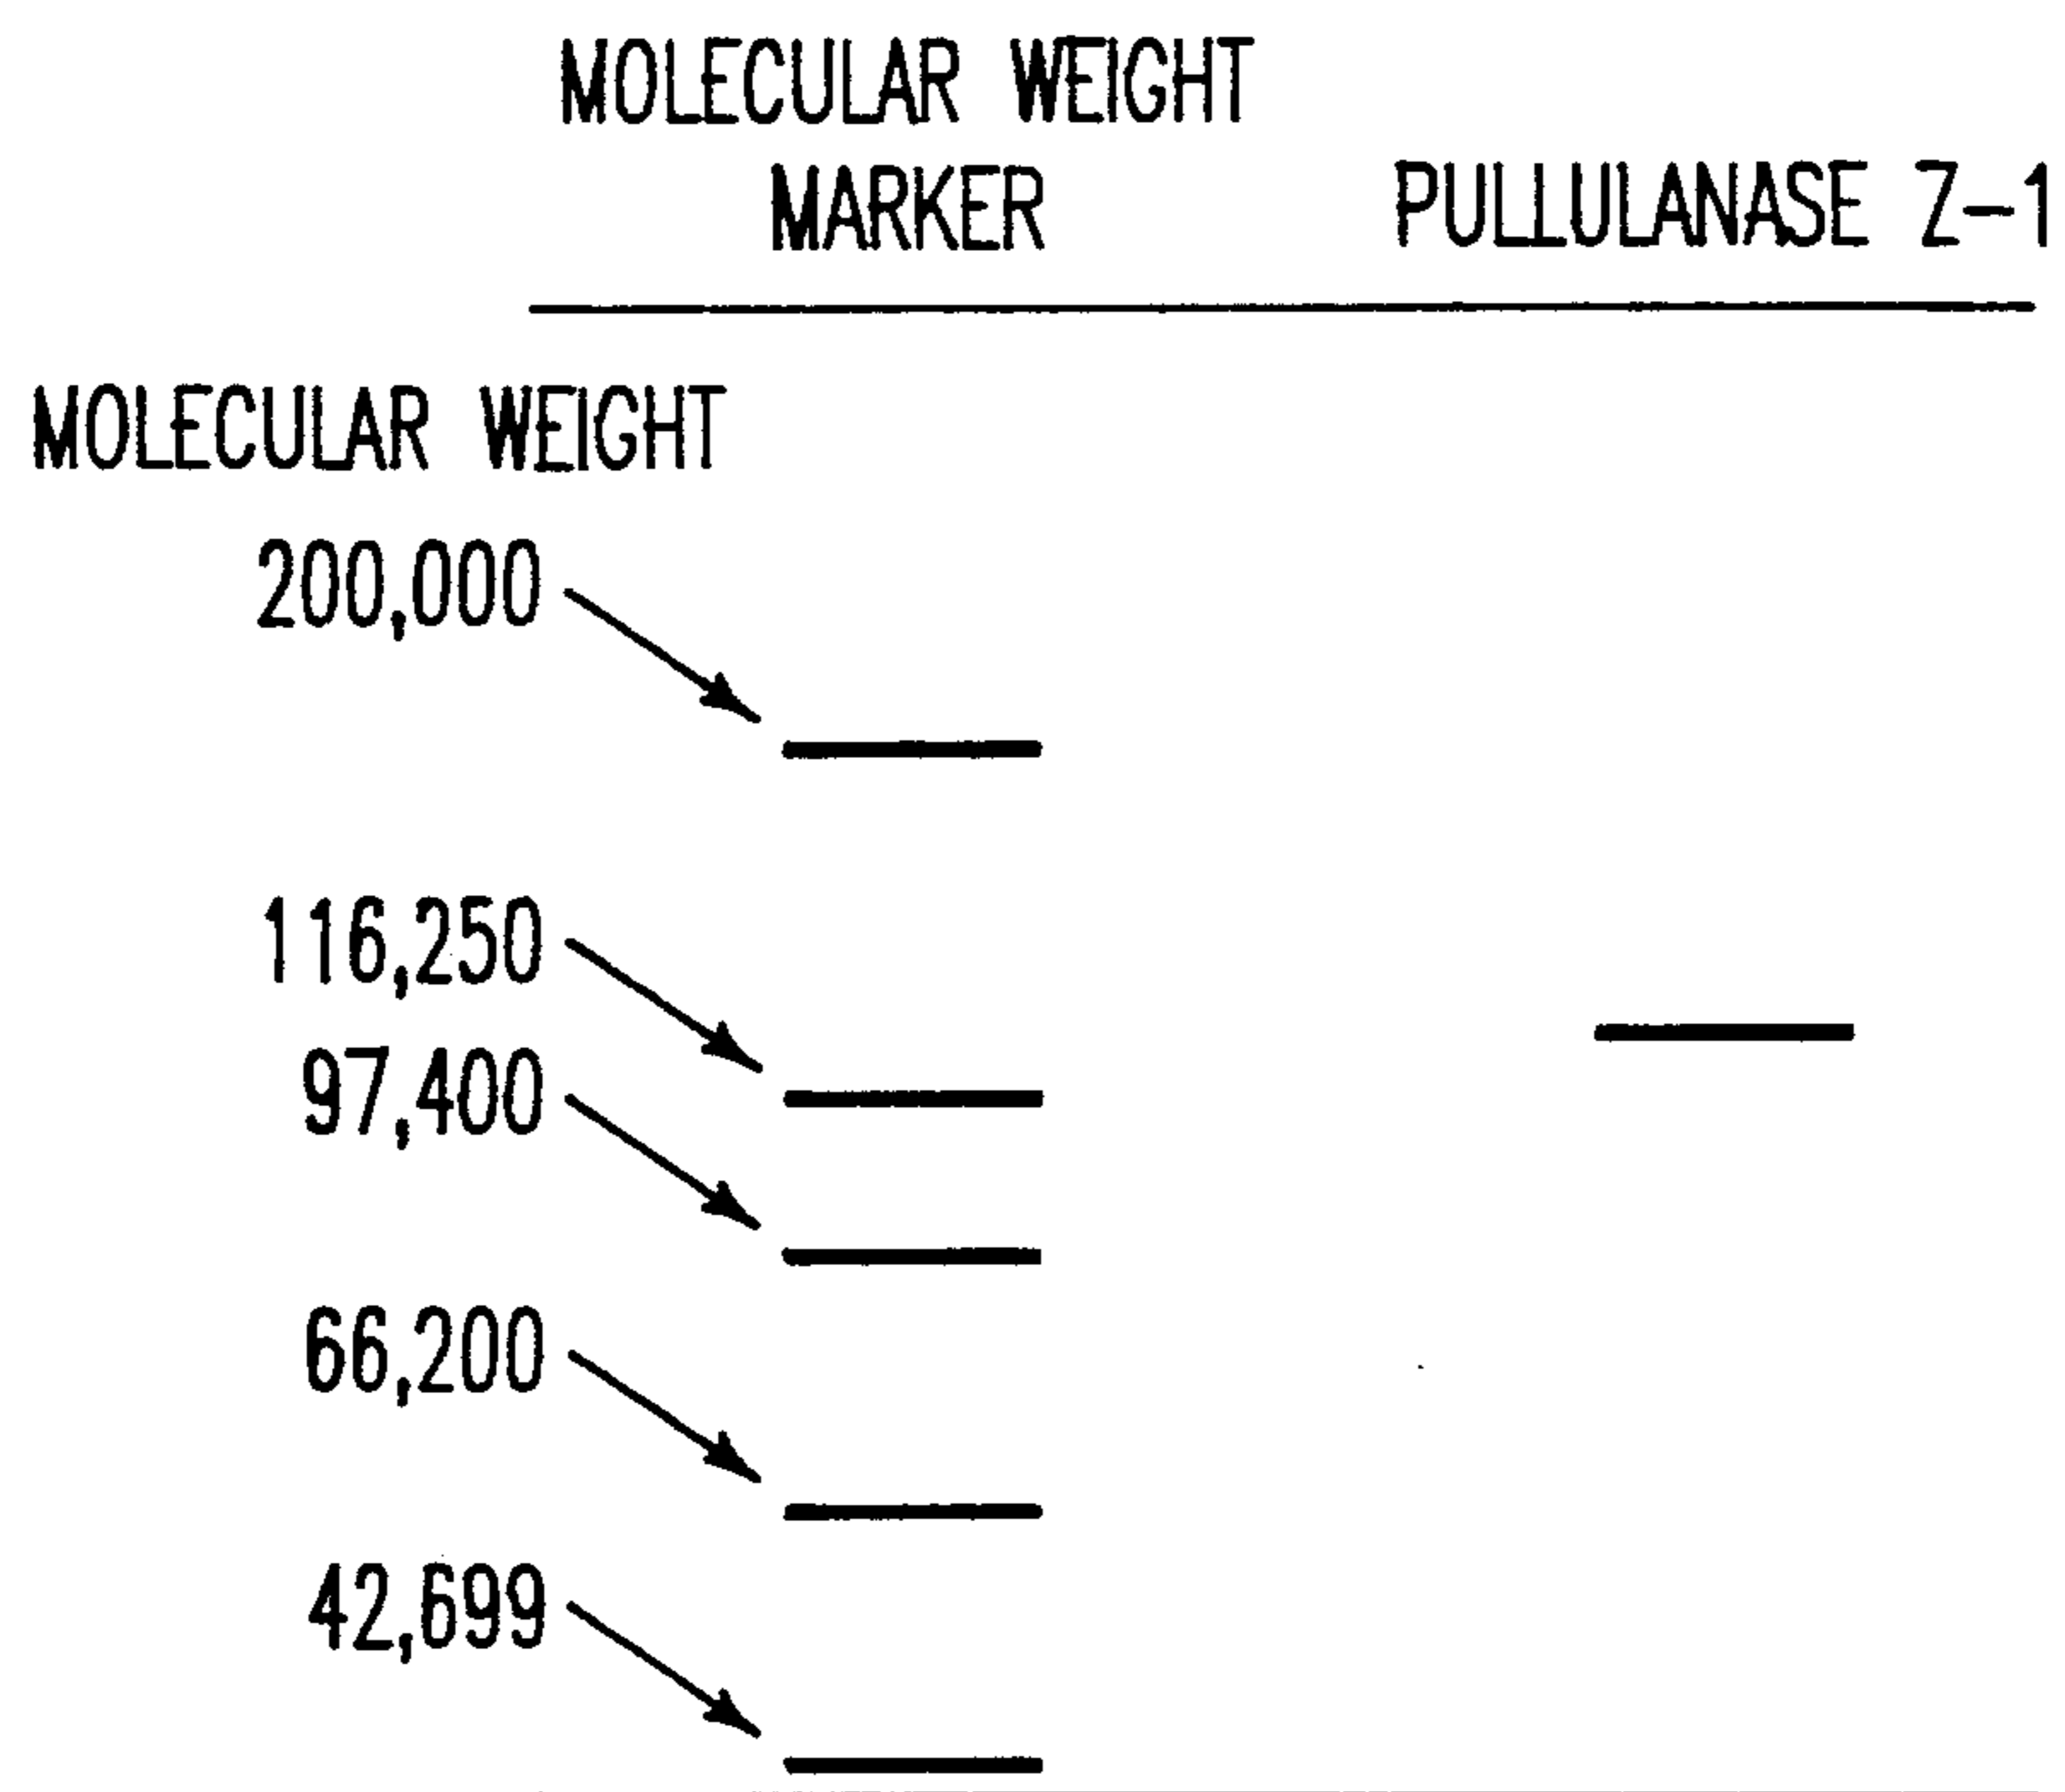 MOLECULAR WEIGHT
MARKER PULLULANASE Z-1
MOLECULAR WEIGHT
200,000
116,250
97,400
66,200
42,699